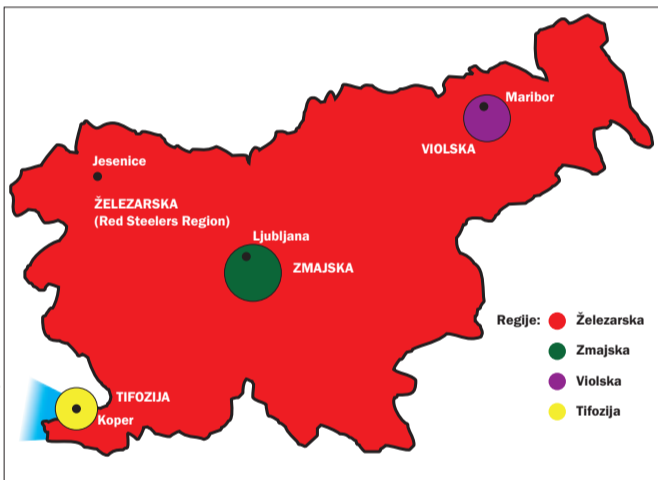 Maribor
VIOLSKA
Jesenice
ŽELEZARSKA
(Red Steelers Region)
Ljubljana
ZMAJSKA
Regije:
Železarska
Zmajska
Violska
Tifozija
TIFOZIJA
Koper